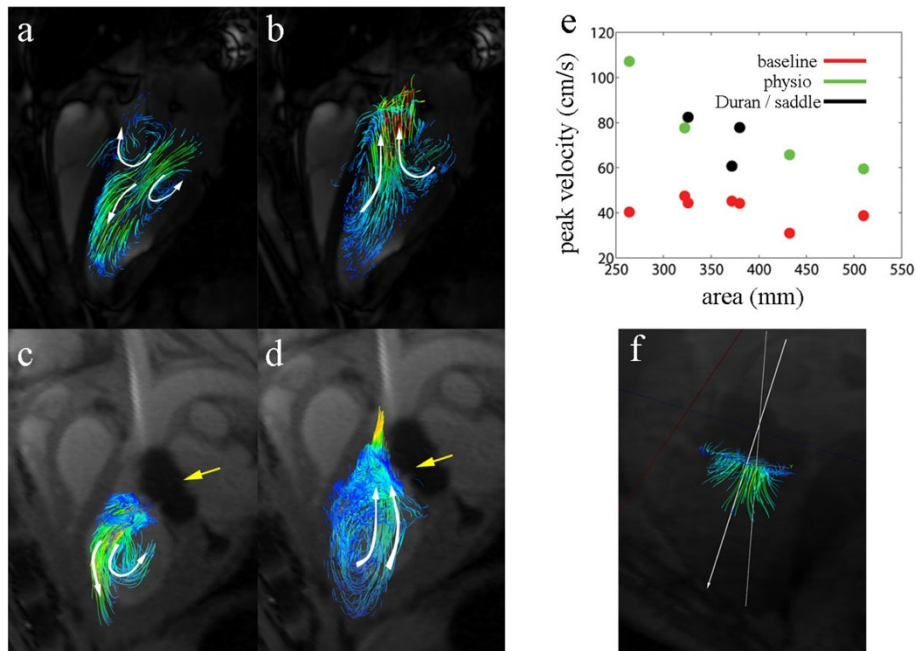 a
b
e
120
100
80
60
40
20
baseline
physio
Duran / saddle
peak velocity (cm/s)
250
300
350
400
450
500
550
area (mm)
c
d
f